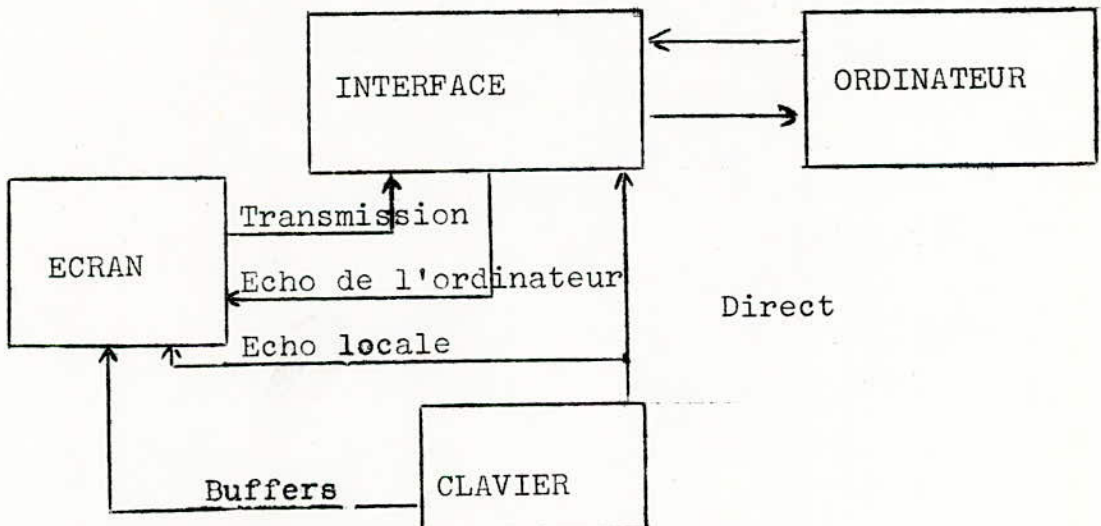 INTERFACE
ORDINATEUR
Transmission
ECRAN
Echo de l'ordinateur
Direct
Echo locale
Buffers
CLAVIER